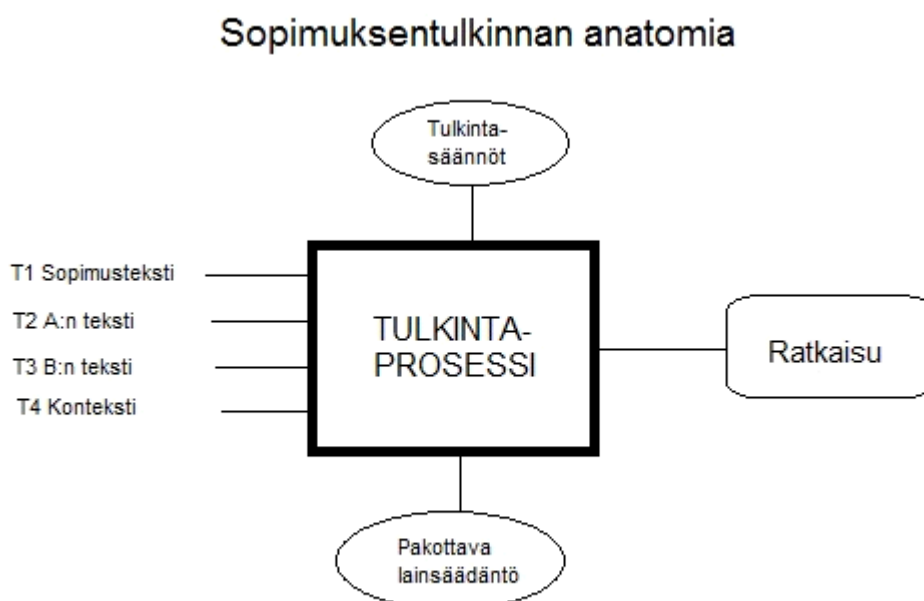 Sopimuksentulkinnan anatomia
Tulkinta-
säännöt
T1 Sopimusteksti
T2 A:n teksti
T3 B:n teksti
T4 Konteksti
TULKINTA-
PROSESSI
Ratkaisu
Pakottava
lainsäädäntö